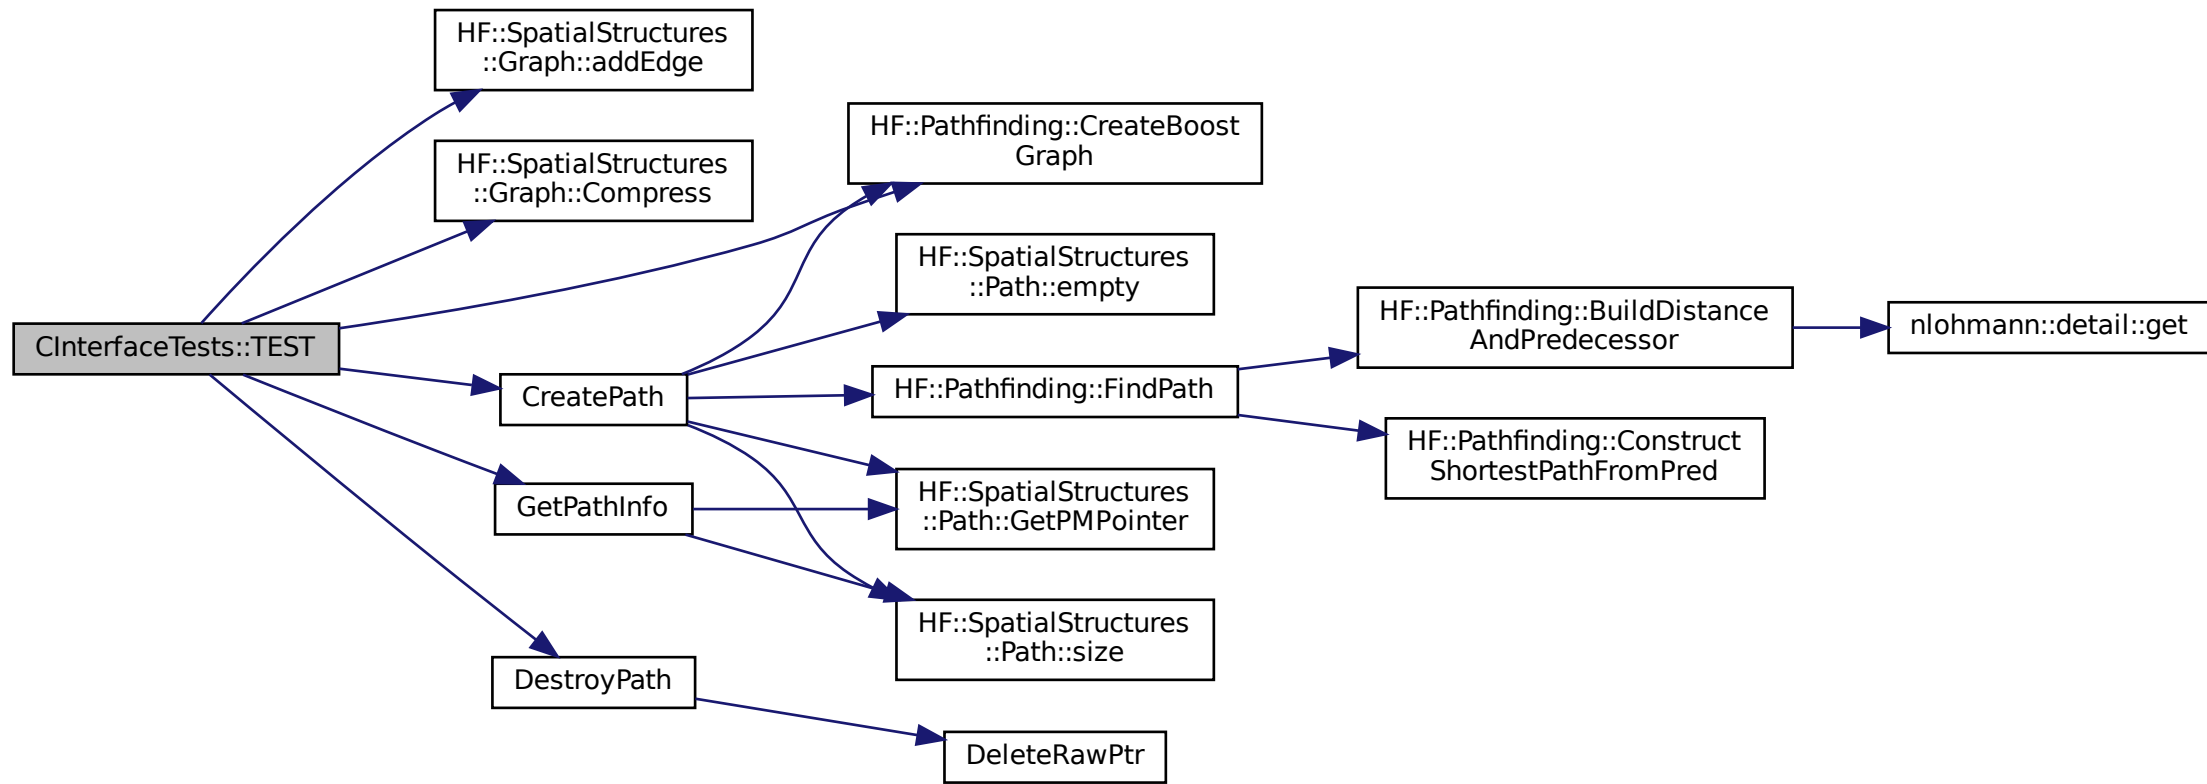 HF::SpatialStructures
::Graph::addEdge
HF::SpatialStructures
::Graph::Compress
CInterfaceTests::TEST
CreatePath
GetPathInfo
DestroyPath
HF::Pathfinding::CreateBoost
Graph
HF::SpatialStructures
::Path::empty
HF::Pathfinding::FindPath
HF::SpatialStructures
::Path::GetPMPointer
HF::SpatialStructures
::Path::size
DeleteRawPtr
HF::Pathfinding::BuildDistance
AndPredecessor
HF::Pathfinding::Construct
ShortestPathFromPred
nlohmann::detail::get